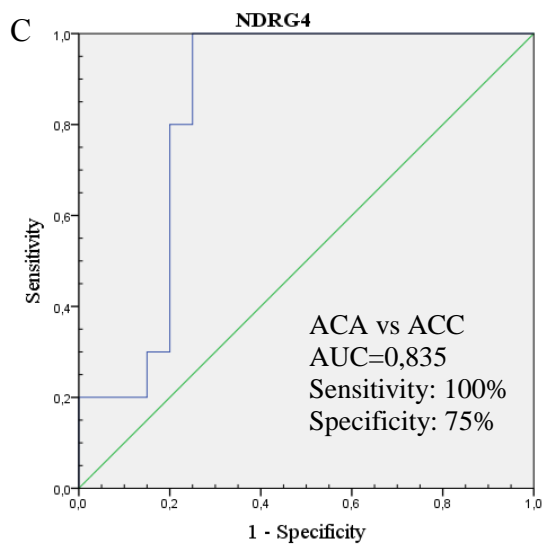 C
NDRG4
1,0
0,8
0,6
0,4
0,2
0,0
Sensitivity
ACA vs ACC
AUC=0,835
Sensitivity: 100%
Specificity: 75%
0,0 0,2 0,4 0,6 0,8 1,0
1 - Specificity